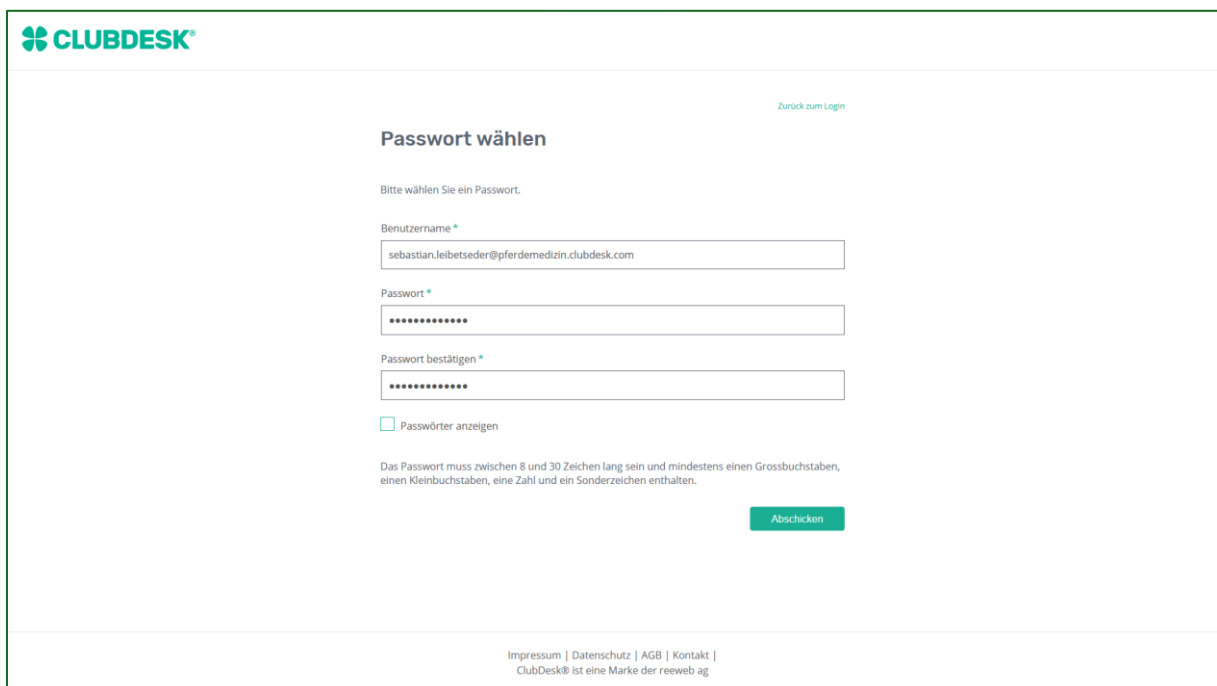 CLUBDESK®
Zurück zum Login
Passwort wählen
Bitte wählen Sie ein Passwort.
Benutzername *
sebastian.leibetseder@pferdemedizin.clubdesk.com
Passwort *
•••••••••••••
Passwort bestätigen *
•••••••••••••
Passwörter anzeigen
Das Passwort muss zwischen 8 und 30 Zeichen lang sein und mindestens einen Grossbuchstaben,
einen Kleinbuchstaben, eine Zahl und ein Sonderzeichen enthalten.
Abschicken
Impressum | Datenschutz | AGB | Kontakt |
ClubDesk® ist eine Marke der reeweb ag